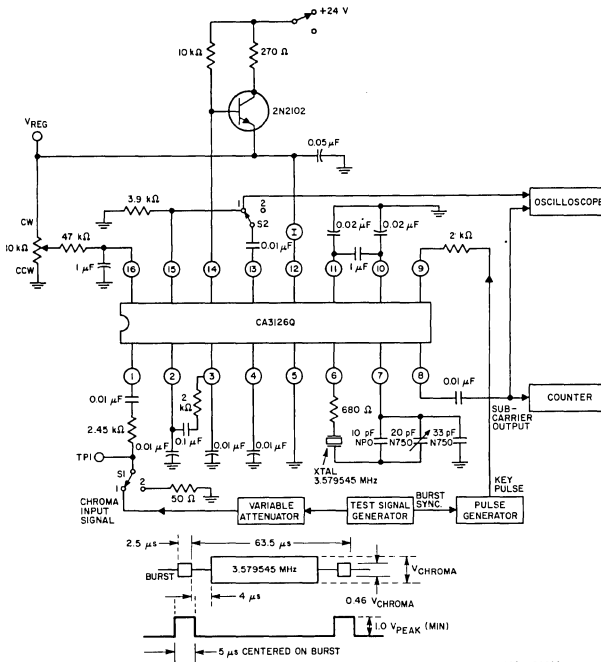 +24 V
10 kΩ
270 Ω
2N2102
VREG
0.05 µF
3.9 kΩ
1
2
S2
CW
10 kΩ
CCW
47 kΩ
1 µF
0.01 µF
I
0.02 µF
0.02 µF
1 µF
2 kΩ
OSCILLOSCOPE
16
15
14
13
12
11
10
9
CA3126Q
1
2
3
4
5
6
7
8
0.01 µF
2.45 kΩ
2 kΩ
0.1 µF
0.01 µF
0.01 µF
0.01 µF
680 Ω
XTAL
3.579545 MHz
10 pF
NPO
20 pF
N750
33 pF
N750
0.01 µF
SUB-
CARRIER
OUTPUT
COUNTER
TP1
S1
1
2
50 Ω
CHROMA
INPUT
SIGNAL
VARIABLE
ATTENUATOR
TEST SIGNAL
GENERATOR
BURST
SYNC.
PULSE
GENERATOR
KEY
PULSE
2.5 µs
63.5 µs
BURST
3.579545 MHz
VCHROMA
0.46 VCHROMA
4 µs
1.0 VPEAK (MIN)
5 µs CENTERED ON BURST